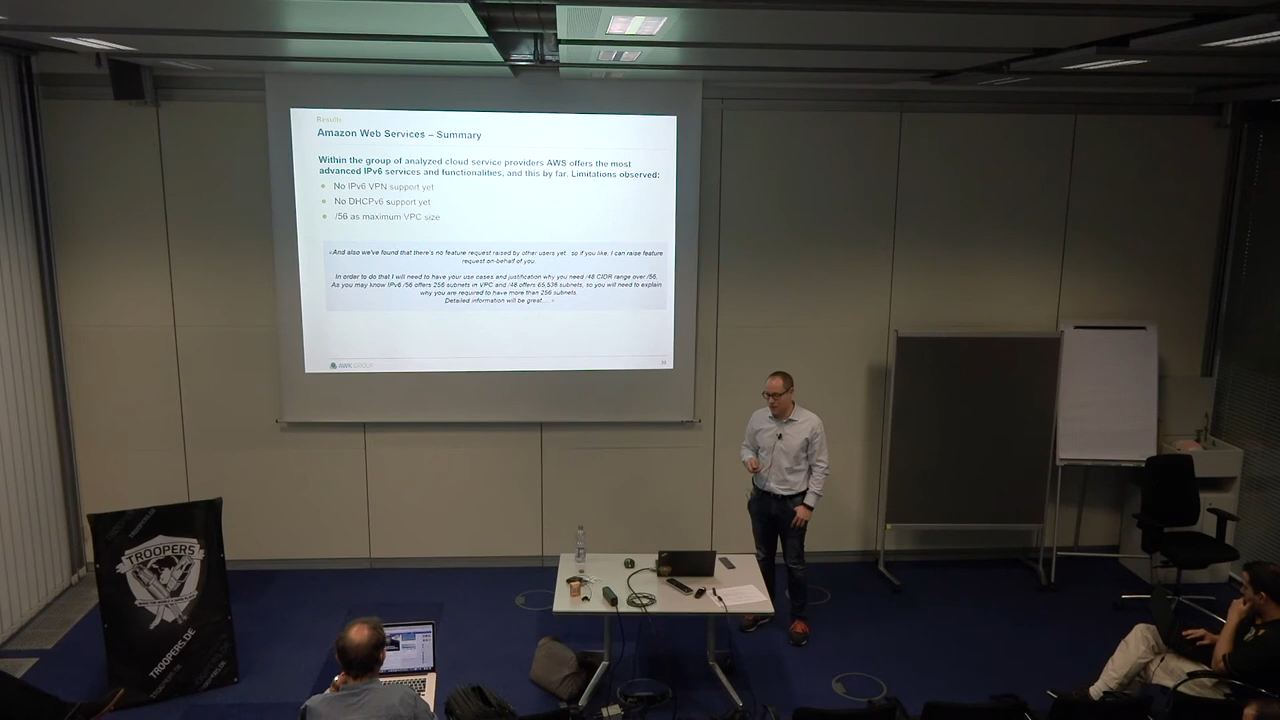 Results
Amazon Web Services – Summary
Within the group of analyzed cloud service providers AWS offers the most
advanced IPv6 services and functionalities, and this by far. Limitations observed:
No IPv6 VPN support yet
No DHCPv6 support yet
/56 as maximum VPC size
«And also we've found that there's no feature request raised by other users yet.. so if you like, I can raise feature
request on-behalf of you.
In order to do that I will need to have your use cases and justification why you need /48 CIDR range over /56.
As you may know IPv6 /56 offers 256 subnets in VPC and /48 offers 65,536 subnets, so you will need to explain
why you are required to have more than 256 subnets.
Detailed information will be great.... »
AWK GROUP
TROOPERS.DE
TROOPERS
TROOPERS.DE